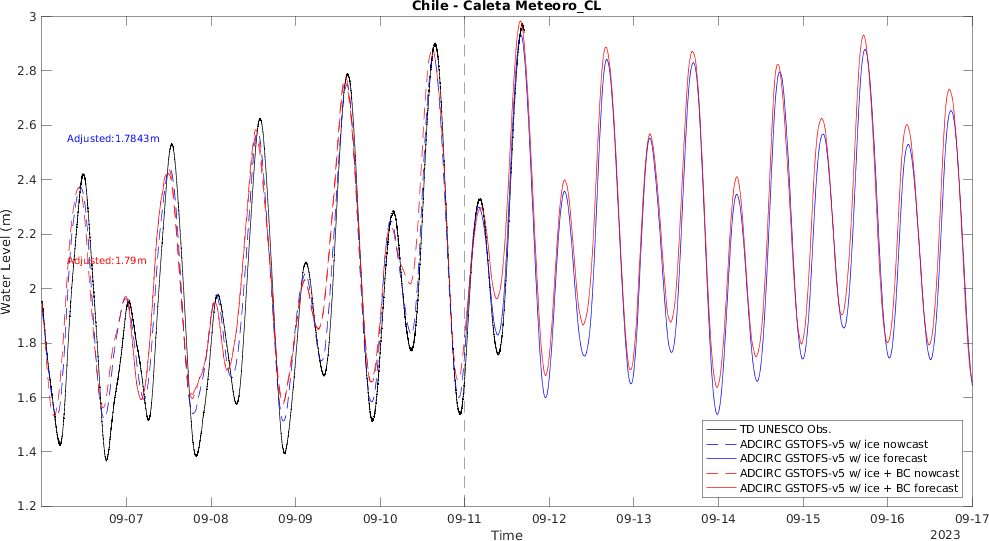 Chile - Caleta Meteoro_CL
Water Level (m)
3
2.8
2.6
2.4
2.2
2
1.8
1.6
1.4
1.2
Adjusted:1.7843m
Adjusted:1.79m
TD UNESCO Obs.
ADCIRC GSTOFS-v5 w/ ice nowcast
ADCIRC GSTOFS-v5 w/ ice forecast
ADCIRC GSTOFS-v5 w/ ice + BC nowcast
ADCIRC GSTOFS-v5 w/ ice + BC forecast
09-07 09-08 09-09 09-10 09-11 09-12 09-13 09-14 09-15 09-16 09-17
Time
2023